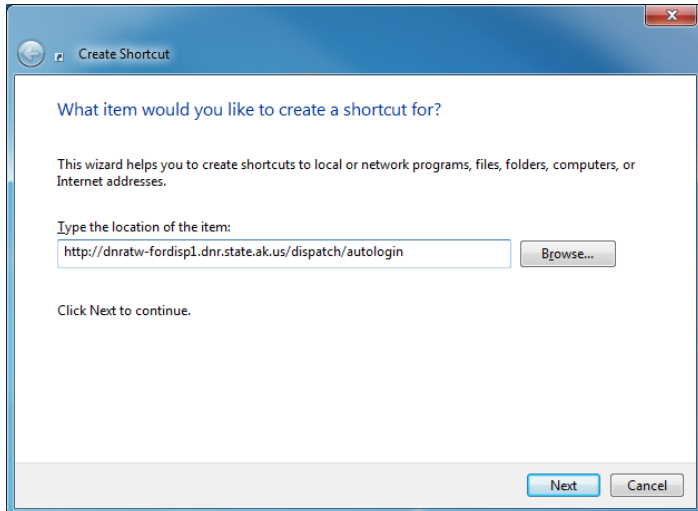 Create Shortcut
What item would you like to create a shortcut for?
This wizard helps you to create shortcuts to local or network programs, files, folders, computers, or
Internet addresses.
Type the location of the item:
http://dnratw-fordisp1.dnr.state.ak.us/dispatch/autologin
Browse...
Click Next to continue.
Next
Cancel